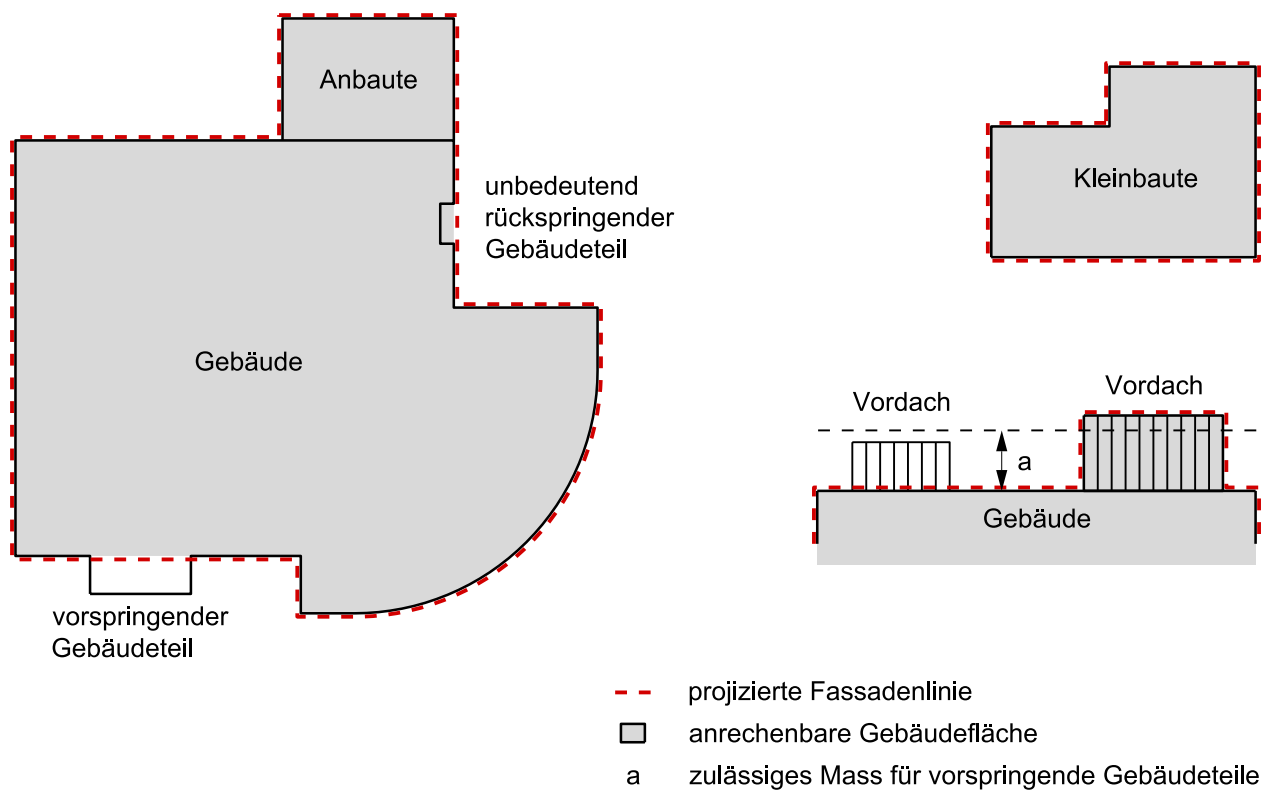 Anbaute
unbedeutend
rückspringender
Gebäudeteil
Kleinbaute
Gebäude
Vordach
Vordach
a
Gebäude
vorspringender
Gebäudeteil
projizierte Fassadenlinie
anrechenbare Gebäudefläche
a zulässiges Mass für vorspringende Gebäudeteile